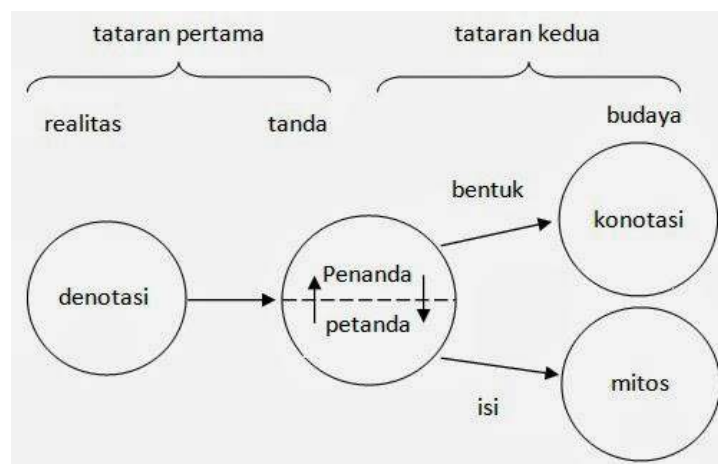 tataran pertama
tataran kedua
realitas
tanda
budaya
bentuk
konotasi
denotasi
Penanda
petanda
mitos
isi